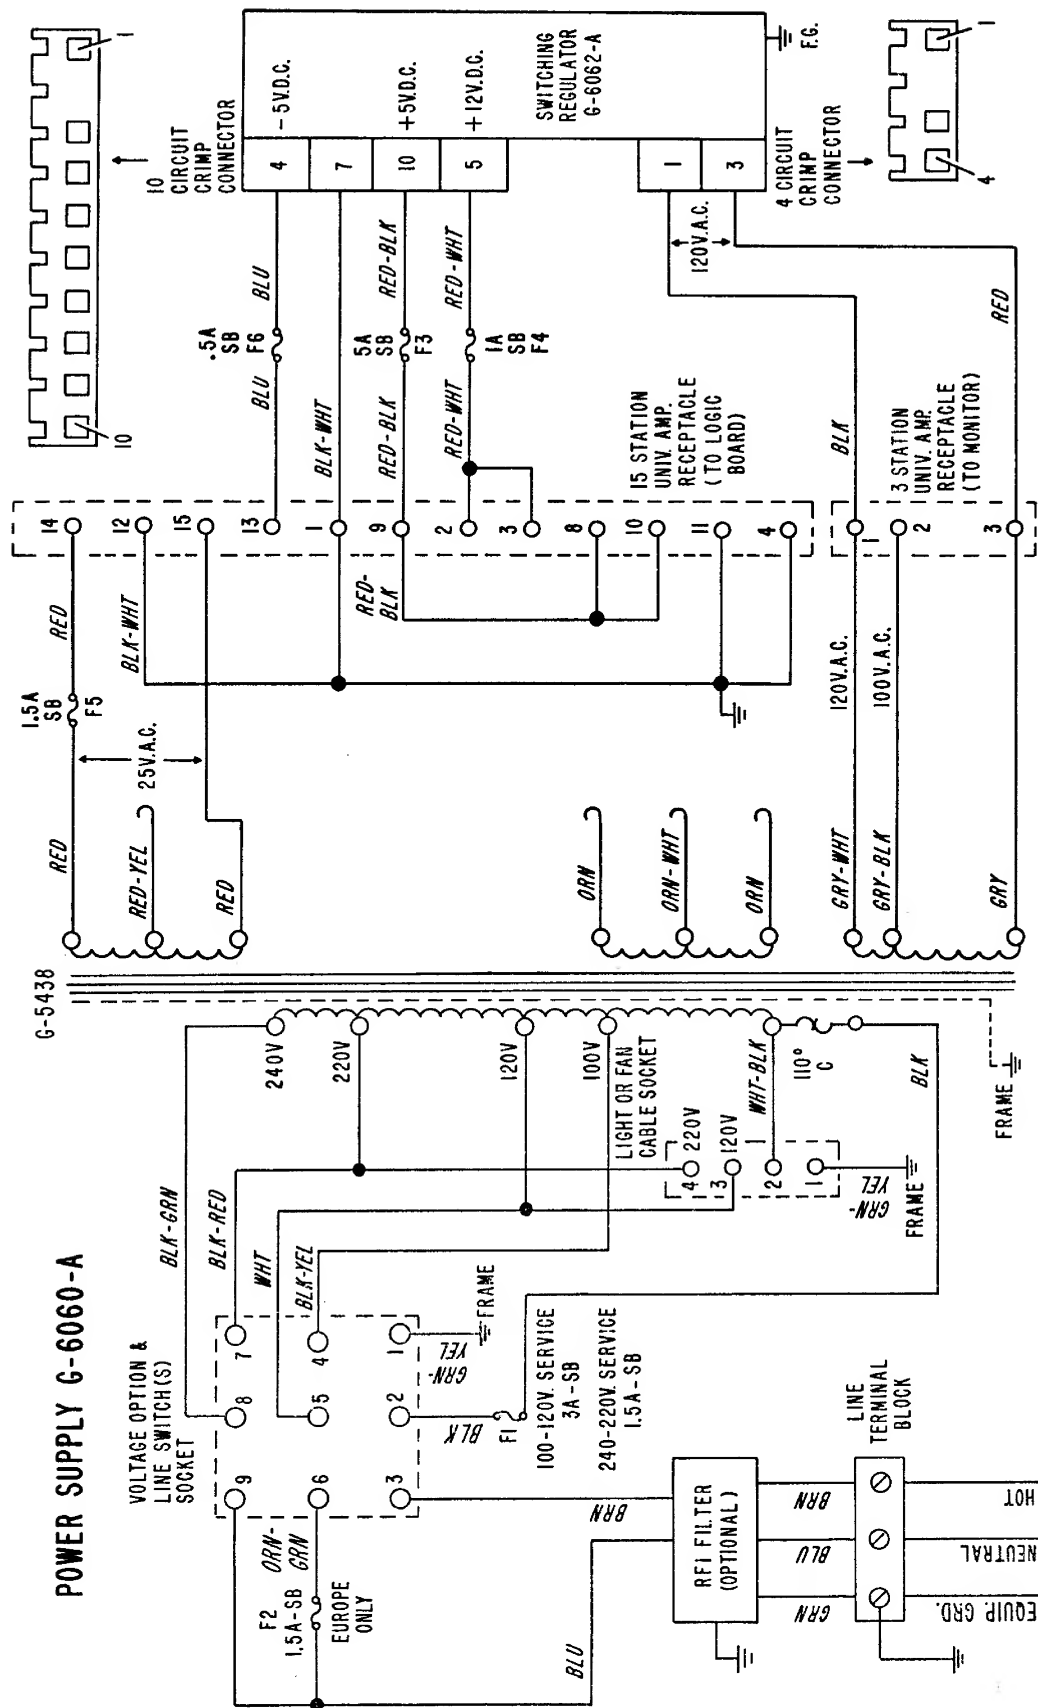 POWER SUPPLY G-6060-A
VOLTAGE OPTION &
LINE SWITCH(S)
SOCKET
9
8
7
6
5
4
3
2
1
F2
1.5A-SB
ORN-
GRN
EUROPE
ONLY
BLU
BRN
BLK
F1
GRN-
YEL
FRAME
100-120V. SERVICE
3A-SB
240-220V. SERVICE
1.5A-SB
RFI FILTER
(OPTIONAL)
GRN
BLU
BRN
LINE
TERMINAL
BLOCK
EQUIP. GRD.
NEUTRAL
HOT
BLK-GRN
BLK-RED
WHT
BLK-YEL
G-5438
240V
220V
120V
100V
LIGHT OR FAN
CABLE SOCKET
4
220V
3
120V
2
1
WHT-BLK
GRN-
YEL
FRAME
110°
C
BLK
FRAME
RED
RED-YEL
RED
25V.A.C.
1.5A
SB
F5
RED
BLK-WHT
ORN
ORN-WHT
ORN
GRY-WHT
GRY-BLK
GRY
120V.A.C.
100V.A.C.
RED-
BLK
14
12
15
13
1
9
2
3
8
10
11
4
15 STATION
UNIV. AMP.
RECEPTACLE
(TO LOGIC
BOARD)
1
2
3
3 STATION
UNIV. AMP.
RECEPTACLE
(TO MONITOR)
BLU
.5A
SB
F6
BLU
BLK-WHT
RED-BLK
5A
SB
F3
RED-BLK
RED-WHT
1A
SB
F4
RED-WHT
BLK
RED
120V.A.C.
10
CIRCUIT
CRIMP
CONNECTOR
4
-5V.D.C.
7
10
+5V.D.C.
5
+12V.D.C.
SWITCHING
REGULATOR
G-6062-A
1
3
F.G.
4 CIRCUIT
CRIMP
CONNECTOR
10
1
4
1